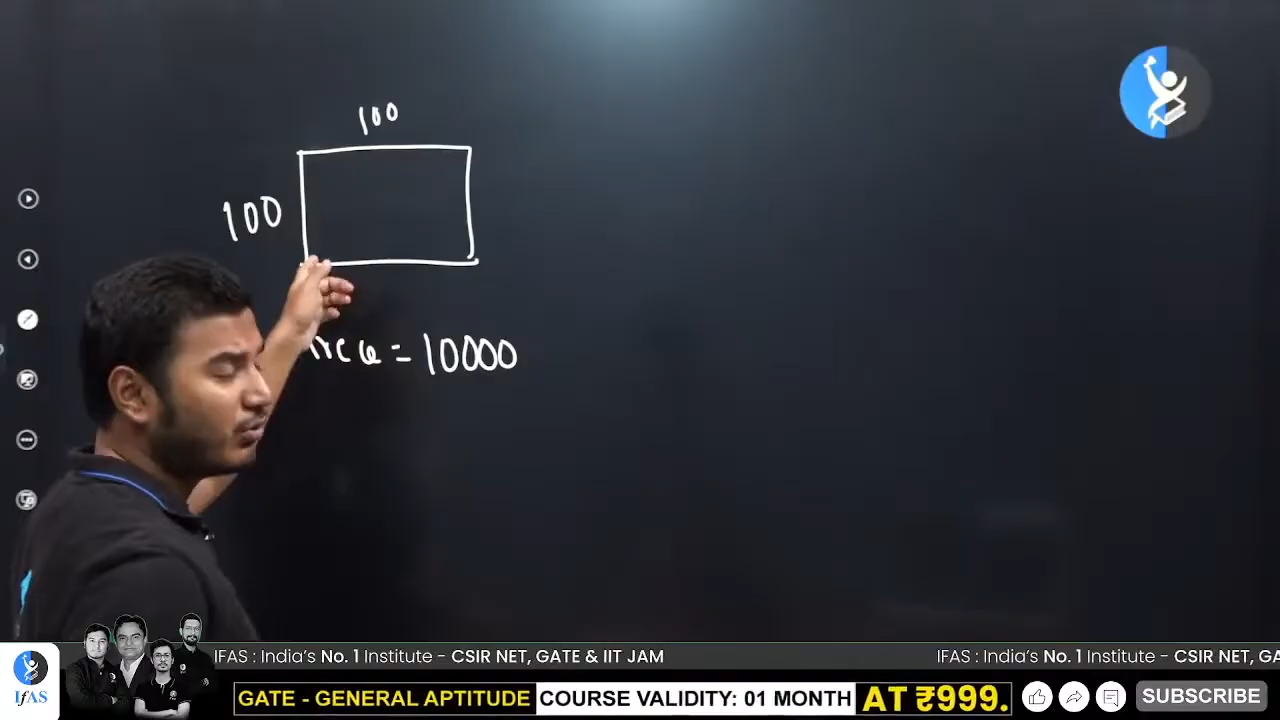 100
100
Area = 10000
IFAS : India's No. 1 Institute - CSIR NET, GATE & IIT JAM
IFAS : India's No. 1 Institute - CSIR NET, GA
IfAS
GATE - GENERAL APTITUDE
COURSE VALIDITY: 01 MONTH
AT ₹999.
SUBSCRIBE